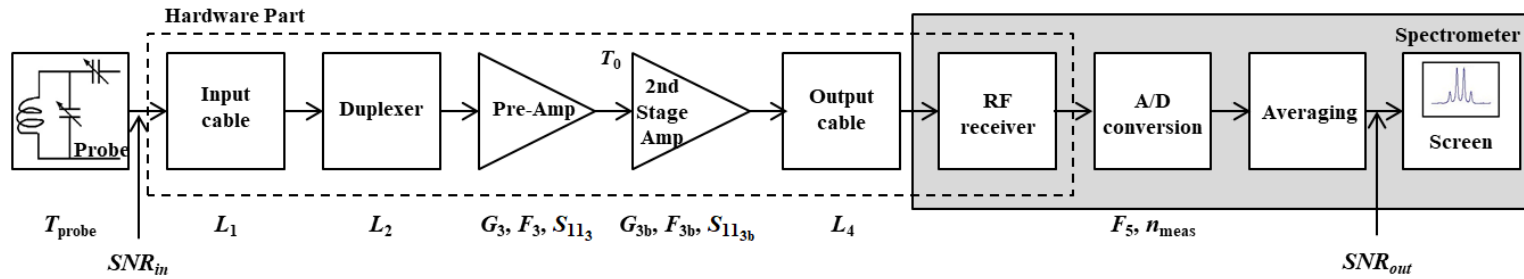 Hardware Part
Spectrometer
Probe
Input
cable
Duplexer
Pre-Amp
T0
2nd
Stage
Amp
Output
cable
RF
receiver
A/D
conversion
Averaging
Screen
Tprobe
L1
L2
G3, F3, S113
G3b, F3b, S113b
L4
F5, nmeas
SNRin
SNRout